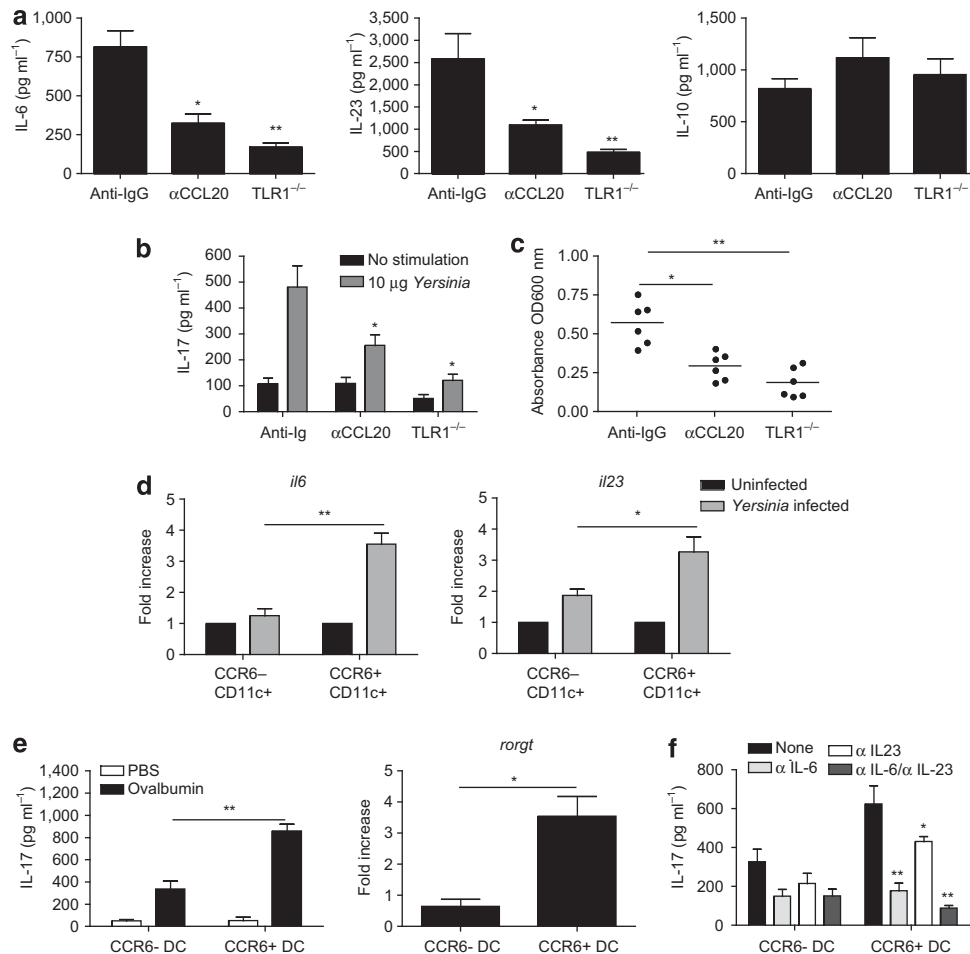 a
1,000
750
500
250
0
IL-6 (pg ml⁻¹)
*
**
Anti-IgG αCCL20 TLR1⁻/⁻
3,500
3,000
2,500
2,000
1,500
1,000
500
0
IL-23 (pg ml⁻¹)
*
**
Anti-IgG αCCL20 TLR1⁻/⁻
1,500
1,000
500
0
IL-10 (pg ml⁻¹)
Anti-IgG αCCL20 TLR1⁻/⁻
b
600
500
400
300
200
100
0
IL-17 (pg ml⁻¹)
No stimulation
10 μg Yersinia
*
*
Anti-Ig αCCL20 TLR1⁻/⁻
c
1.00
0.75
0.50
0.25
0.00
Absorbance OD600 nm
**
*
Anti-IgG αCCL20 TLR1⁻/⁻
d
il6
5
4
3
2
1
0
Fold increase
**
CCR6– CCR6+
CD11c+ CD11c+
il23
5
4
3
2
1
0
Fold increase
*
Uninfected
Yersinia infected
CCR6– CCR6+
CD11c+ CD11c+
e
1,400
1,200
1,000
800
600
400
200
0
IL-17 (pg ml⁻¹)
PBS
Ovalbumin
**
CCR6- DC CCR6+ DC
rorgt
5
4
3
2
1
0
Fold increase
*
CCR6- DC CCR6+ DC
f
None
α IL-6
α IL23
α IL-6/α IL-23
800
600
400
200
0
IL-17 (pg ml⁻¹)
**
*
**
CCR6- DC CCR6+ DC